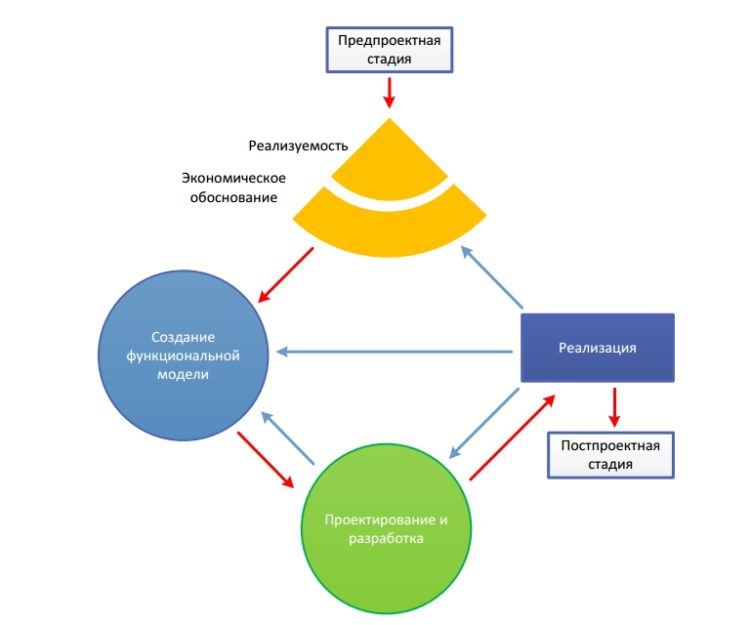 Предпроектная
стадия
Реализуемость
Экономическое
обоснование
Создание
функциональной
модели
Реализация
Постпроектная
стадия
Проектирование и
разработка